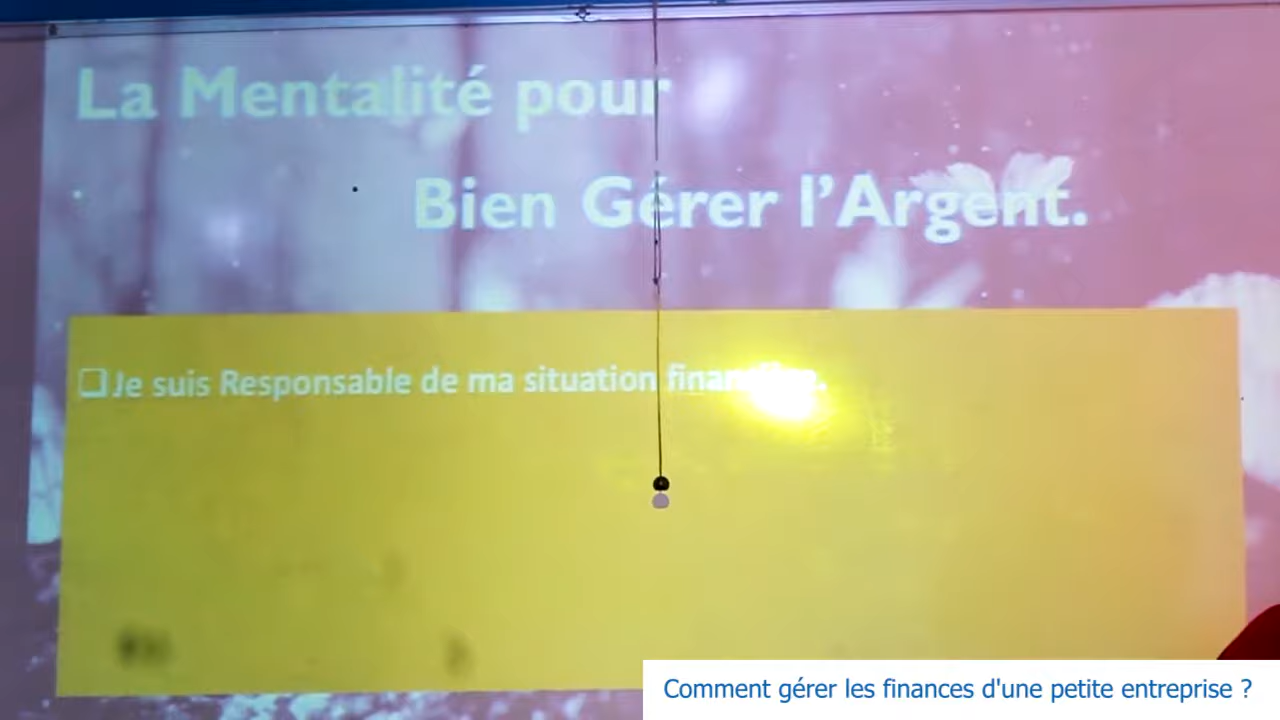 La Mentalité pour
Bien Gérer l'Argent.
❑Je suis Responsable de ma situation financière.
Comment gérer les finances d'une petite entreprise ?